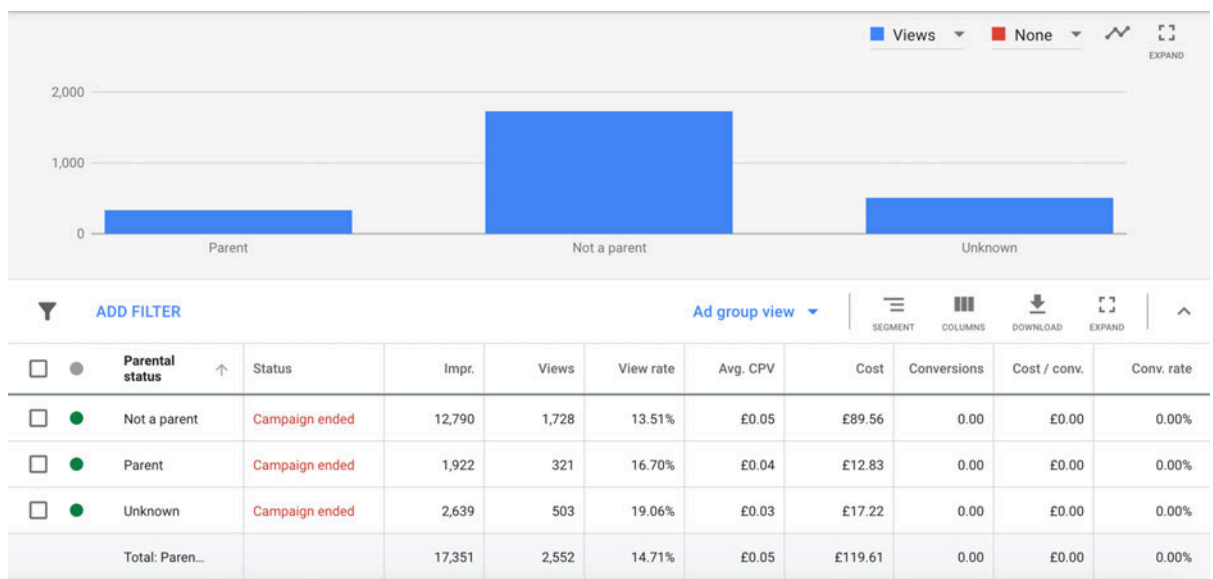 Views None
EXPAND
2,000
1,000
0
Parent Not a parent Unknown
ADD FILTER Ad group view SEGMENT COLUMNS DOWNLOAD EXPAND
Parental status Status Impr. Views View rate Avg. CPV Cost Conversions Cost / conv. Conv. rate
Not a parent Campaign ended 12,790 1,728 13.51% £0.05 £89.56 0.00 £0.00 0.00%
Parent Campaign ended 1,922 321 16.70% £0.04 £12.83 0.00 £0.00 0.00%
Unknown Campaign ended 2,639 503 19.06% £0.03 £17.22 0.00 £0.00 0.00%
Total: Paren... 17,351 2,552 14.71% £0.05 £119.61 0.00 £0.00 0.00%